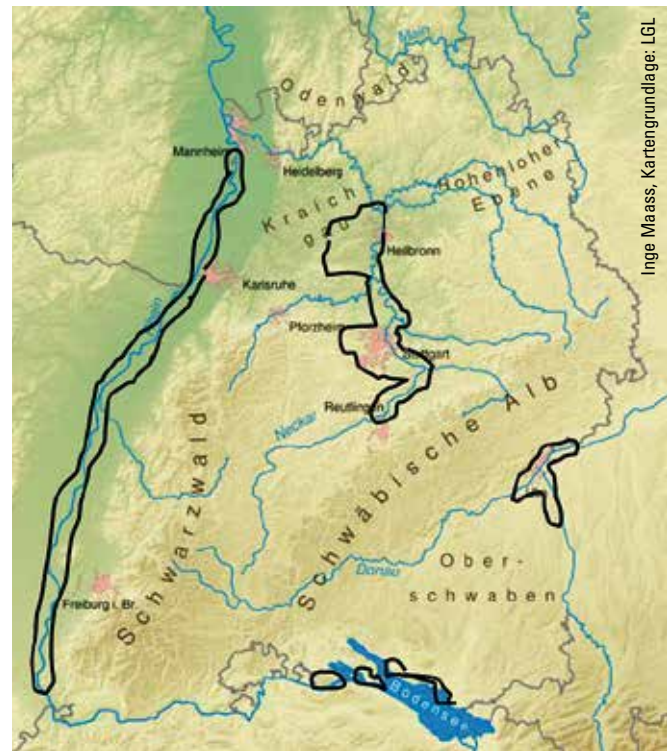 Inge Maass, Kartengrundlage: LGL
Main
Odenwald
Mannheim
Heidelberg
Hohenloher
Ebene
Kraich
gau
Heilbronn
Karlsruhe
Rhein
Pforzheim
Stuttgart
Reutlingen
Neckar
Schwarzwald
Schwäbische Alb
Donau
Ober-
schwaben
Freiburg i. Br.
Bodensee